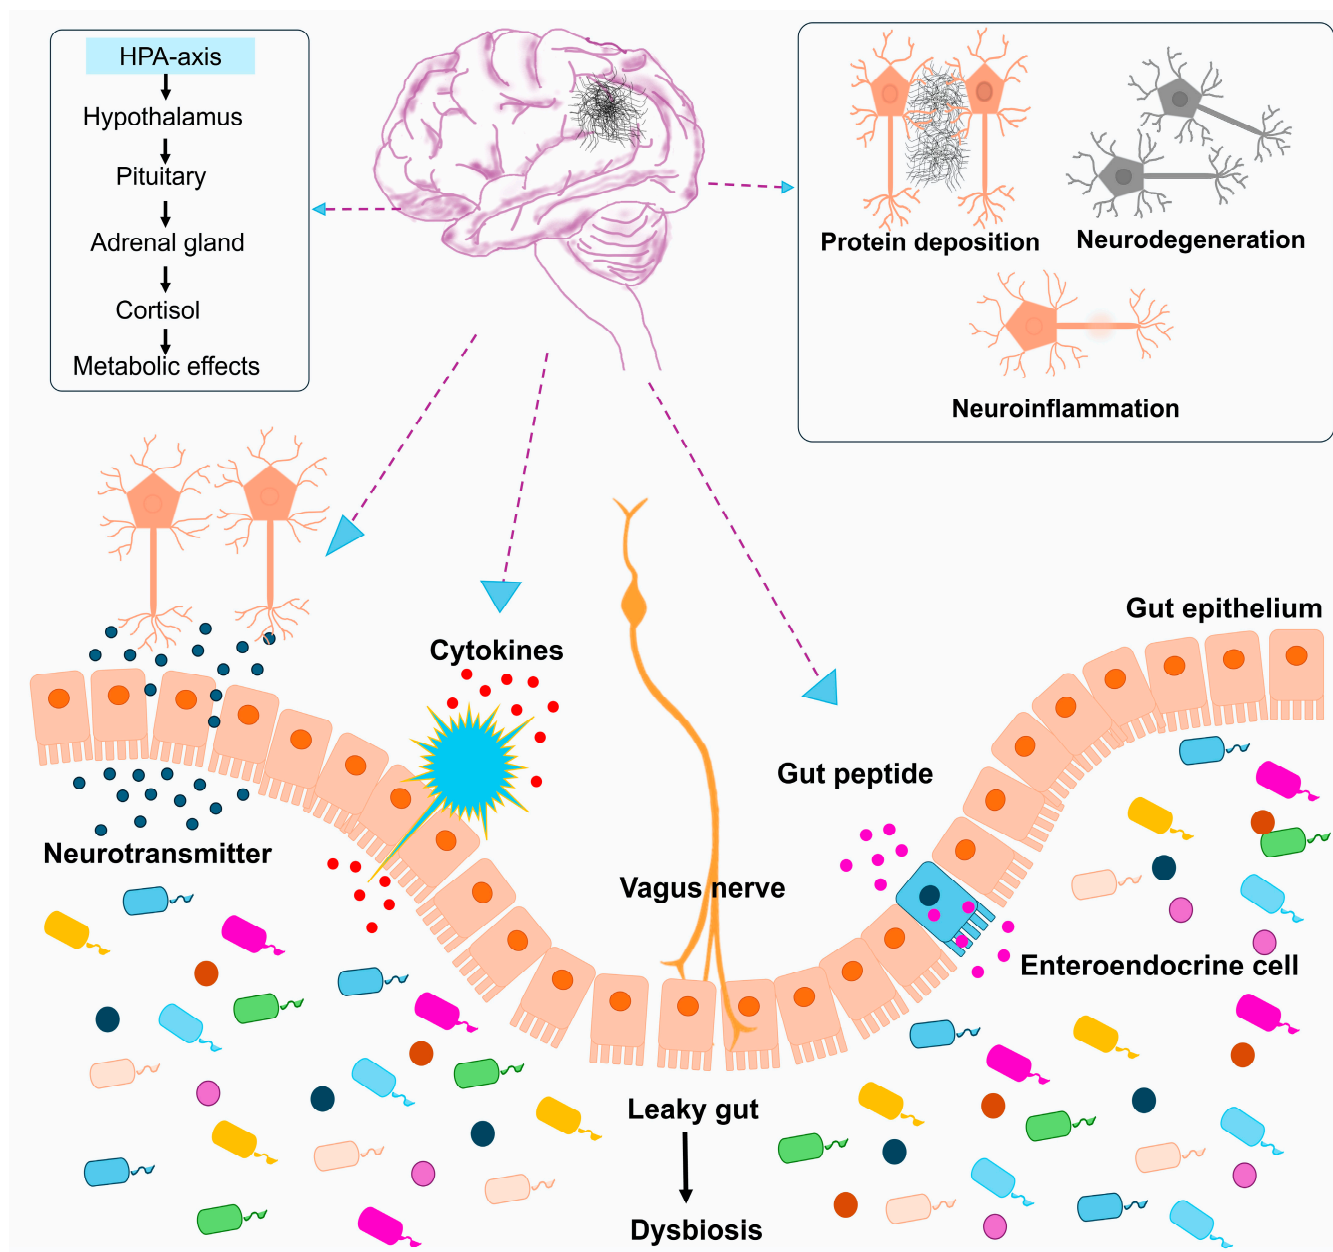 HPA-axis
Hypothalamus
Pituitary
Adrenal gland
Cortisol
Metabolic effects
Protein deposition
Neurodegeneration
Neuroinflammation
Gut epithelium
Cytokines
Gut peptide
Neurotransmitter
Vagus nerve
Enteroendocrine cell
Leaky gut
Dysbiosis